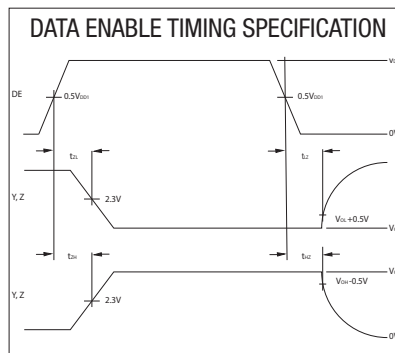 DATA ENABLE TIMING SPECIFICATION
DE
0.5VDD1
0.5VDD1
0V
tZL
tLZ
Y, Z
2.3V
VOL+0.5V
tZH
tHZ
Y, Z
2.3V
VOH-0.5V
0V